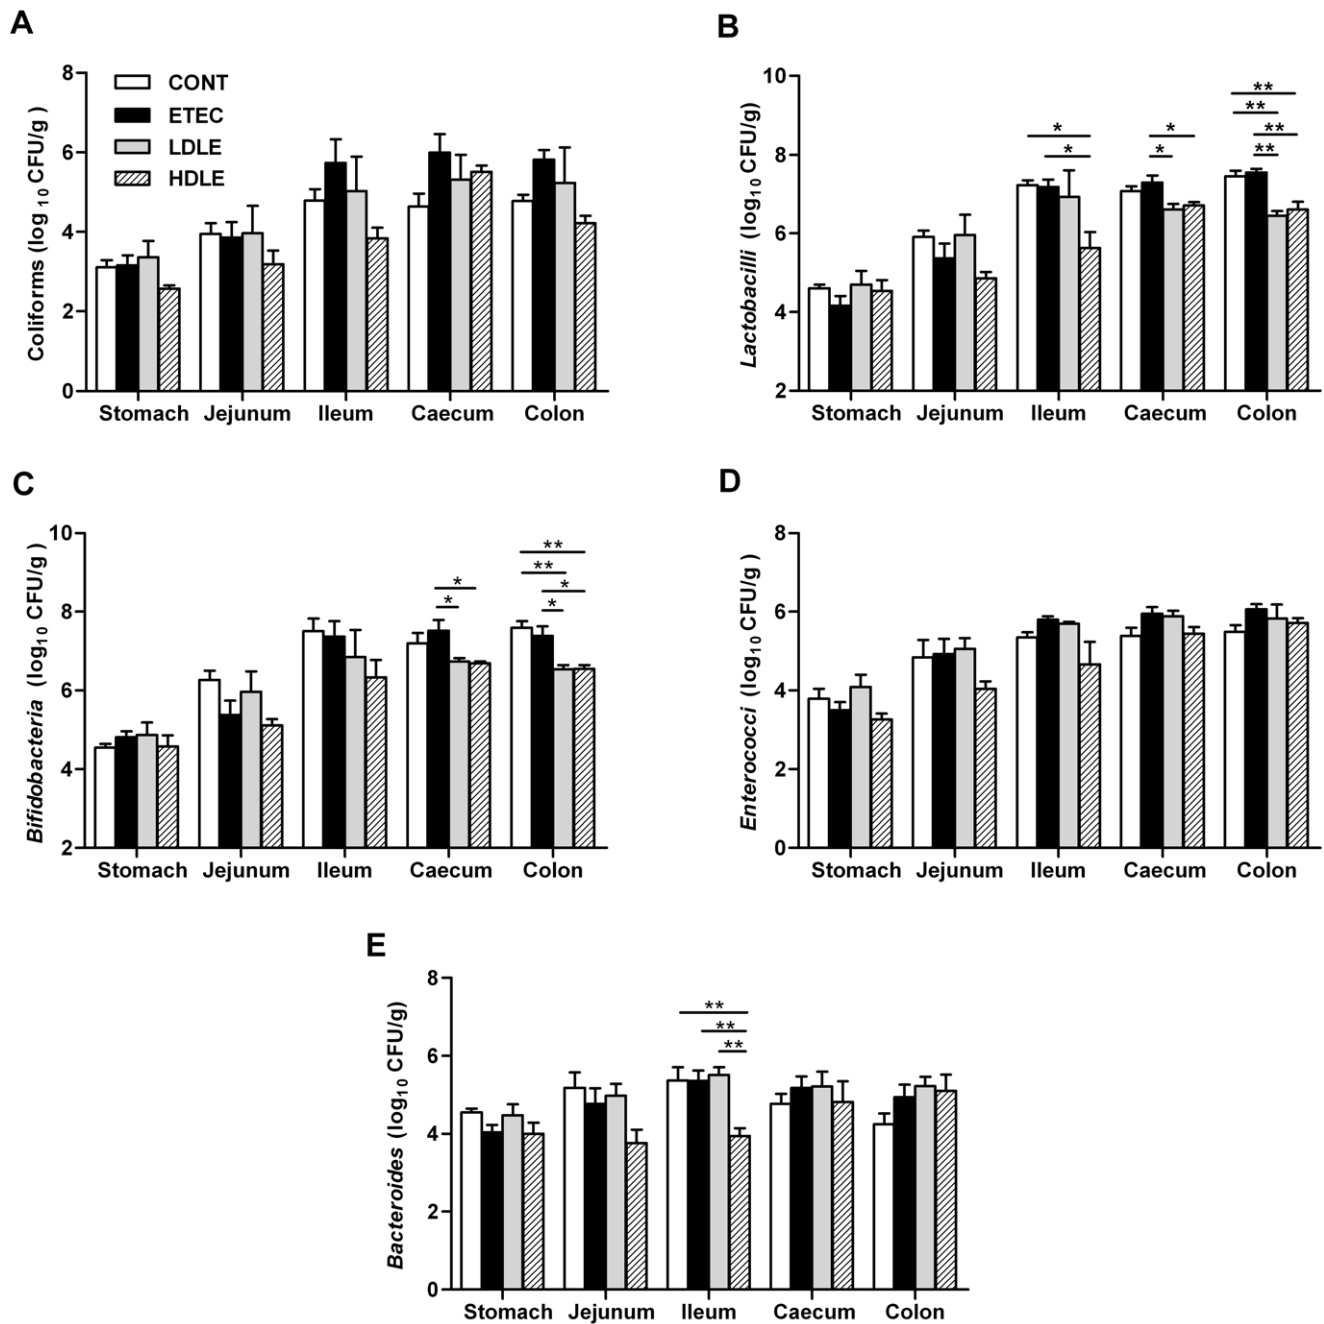 A
Coliforms (log10 CFU/g )
8
6
4
2
0
CONT
ETEC
LDLE
HDLE
Stomach Jejunum Ileum Caecum Colon
B
Lactobacilli (log10 CFU/g )
10
8
6
4
2
* * * * ** ** ** **
Stomach Jejunum Ileum Caecum Colon
C
Bifidobacteria (log10 CFU/g )
10
8
6
4
2
* * ** ** * *
Stomach Jejunum Ileum Caecum Colon
D
Enterococci (log10 CFU/g )
8
6
4
2
0
Stomach Jejunum Ileum Caecum Colon
E
Bacteroides (log10 CFU/g)
8
6
4
2
0
** ** **
Stomach Jejunum Ileum Caecum Colon